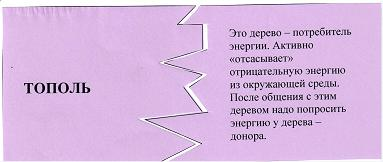 ТОПОЛЬ
Это дерево – потребитель
энергии. Активно
«отсасывает»
отрицательную энергию
из окружающей среды.
После общения с этим
деревом надо попросить
энергию у дерева –
донора.